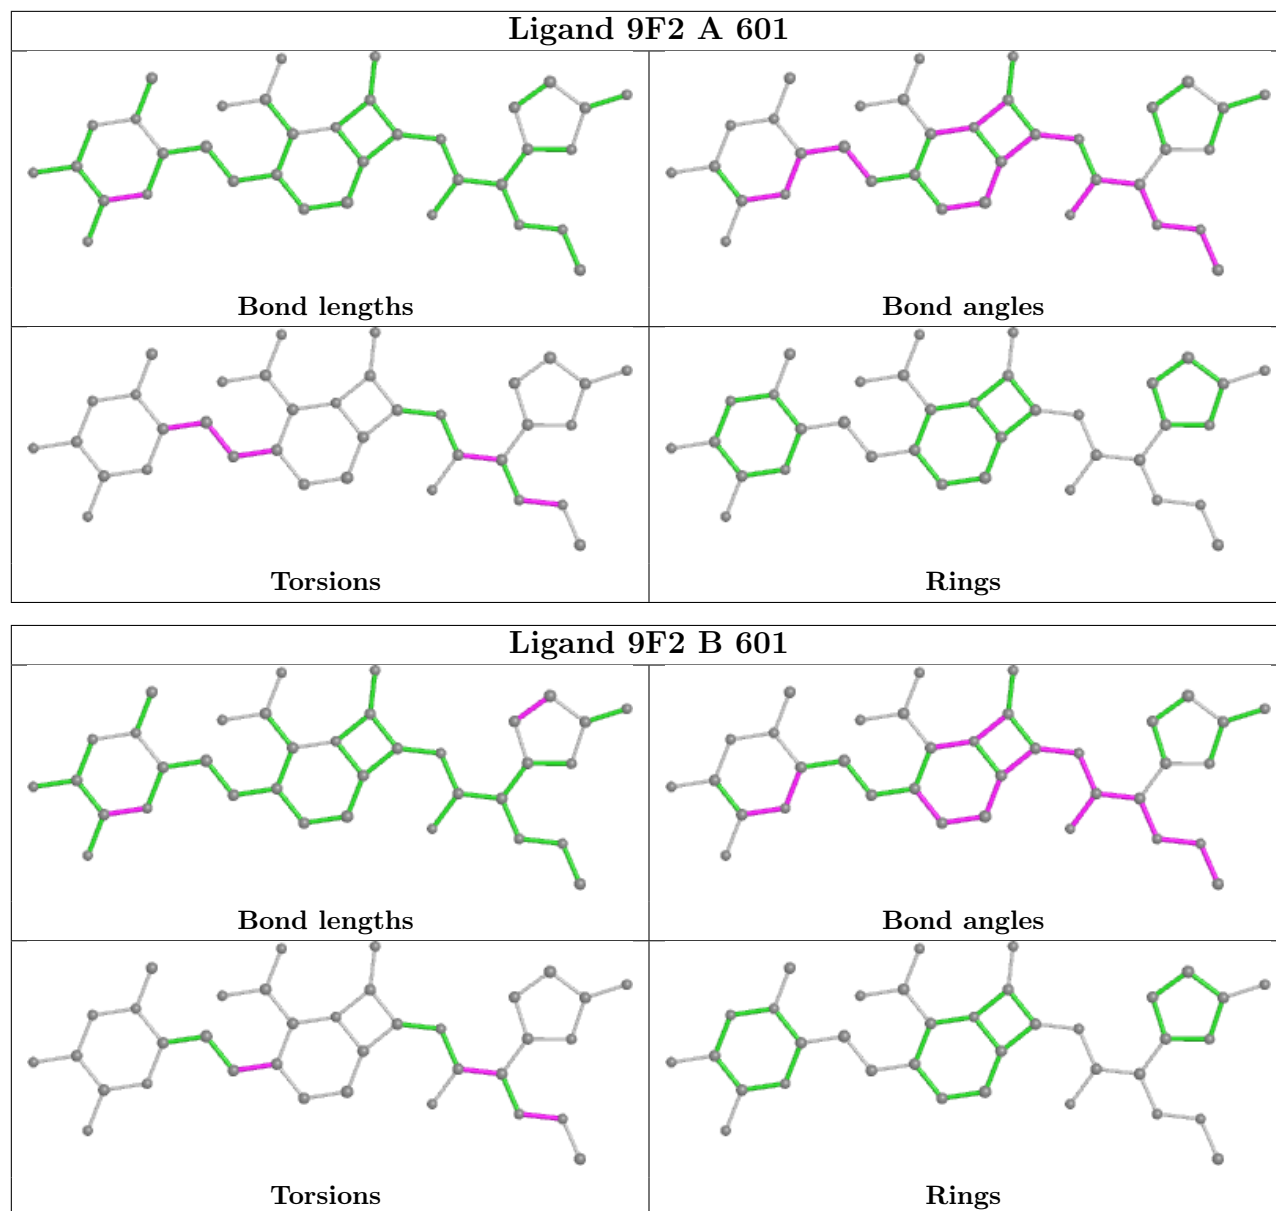 Ligand 9F2 A 601
Bond lengths
Bond angles
Torsions
Rings
Ligand 9F2 B 601
Bond lengths
Bond angles
Torsions
Rings